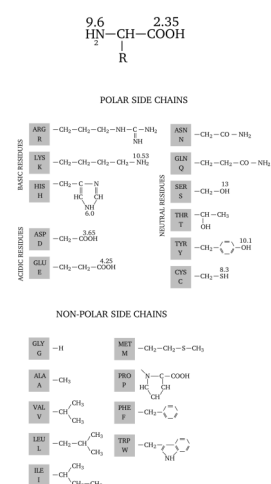 9.6 2.35
H₂N—CH—COOH
R
POLAR SIDE CHAINS
BASIC RESIDUES
ARG R —CH₂—CH₂—CH₂—NH—C—NH₂
NH
LYS K —CH₂—CH₂—CH₂—CH₂—NH₂ 10.53
HIS H —CH₂—C—N
HC CH
NH
6.0
ACIDIC RESIDUES
ASP D —CH₂—COOH 3.65
GLU E —CH₂—CH₂—COOH 4.25
NEUTRAL RESIDUES
ASN N —CH₂—CO—NH₂
GLN Q —CH₂—CH₂—CO—NH₂
SER S —CH₂—OH 13
THR T —CH—CH₃
OH
TYR Y —CH₂— —OH 10.1
CYS C —CH₂—SH 8.3
NON-POLAR SIDE CHAINS
GLY G —H
ALA A —CH₃
VAL V —CH CH₃ CH₃
LEU L —CH₂—CH CH₃ CH₃
ILE I —CH CH₃
MET M —CH₂—CH₂—S—CH₃
PRO P N—C—COOH
HC CH
CH
PHE F —CH₂—
TRP W —CH₂—
NH